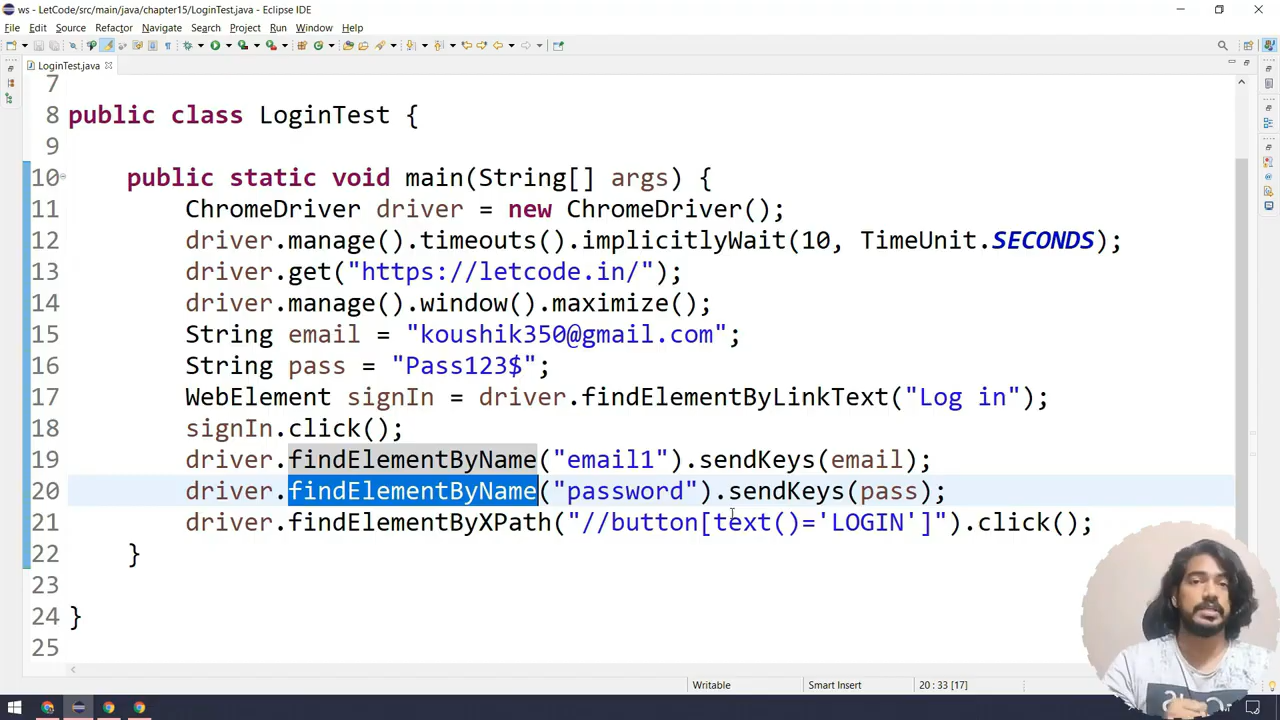 ws - LetCode/src/main/java/chapter15/LoginTest.java - Eclipse IDE
File Edit Source Refactor Navigate Search Project Run Window Help
LoginTest.java
7
8 public class LoginTest {
9
10 public static void main(String[] args) {
11 ChromeDriver driver = new ChromeDriver();
12 driver.manage().timeouts().implicitlyWait(10, TimeUnit.SECONDS);
13 driver.get("https://letcode.in/");
14 driver.manage().window().maximize();
15 String email = "koushik350@gmail.com";
16 String pass = "Pass123$";
17 WebElement signIn = driver.findElementByLinkText("Log in");
18 signIn.click();
19 driver.findElementByName("email1").sendKeys(email);
20 driver.findElementByName("password").sendKeys(pass);
21 driver.findElementByXPath("//button[text()='LOGIN']").click();
22 }
23
24 }
25
Writable Smart Insert 20 : 33 [17]